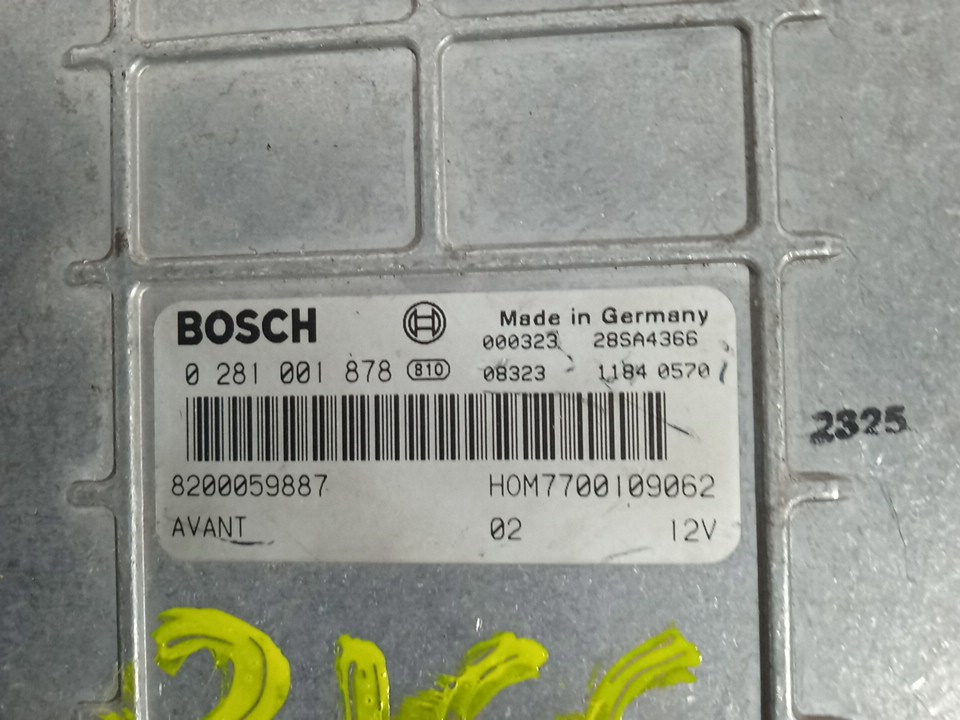 BOSCH
Made in Germany
000323 28SA4366
0 281 001 878 810
08323 1184 0570
2325
8200059887 HOM7700109062
AVANT 02 12V